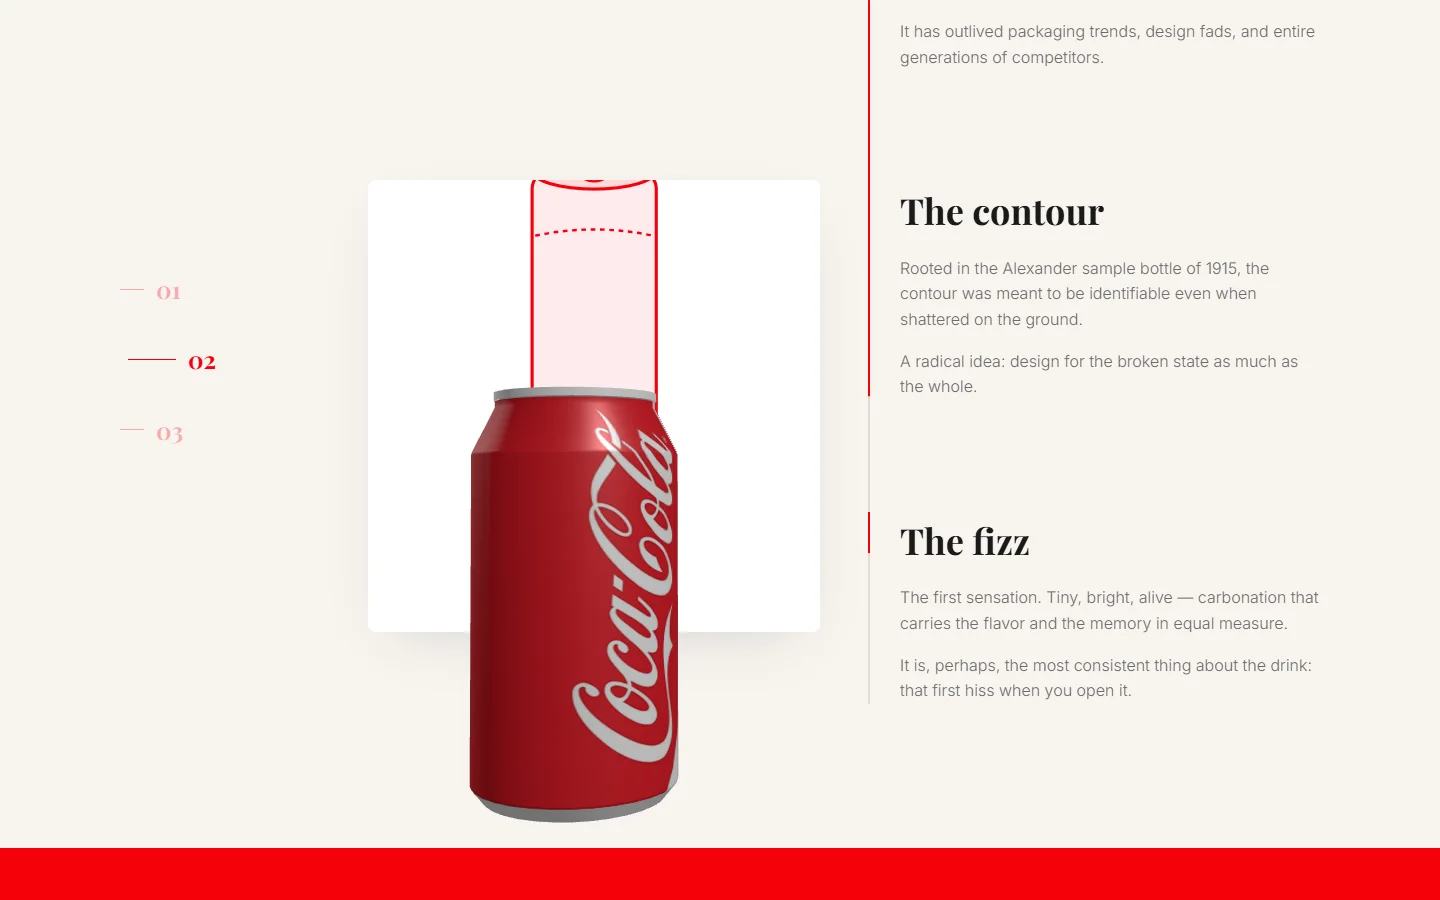 It has outlived packaging trends, design fads, and entire
generations of competitors.
01
02
03
Coca-Cola
The contour
Rooted in the Alexander sample bottle of 1915, the
contour was meant to be identifiable even when
shattered on the ground.
A radical idea: design for the broken state as much as
the whole.
The fizz
The first sensation. Tiny, bright, alive — carbonation that
carries the flavor and the memory in equal measure.
It is, perhaps, the most consistent thing about the drink:
that first hiss when you open it.